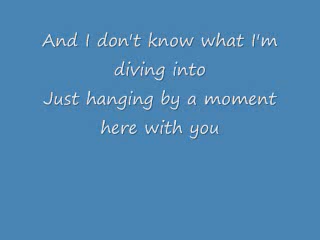 And I don't know what I'm
diving into
Just hanging by a moment
here with you